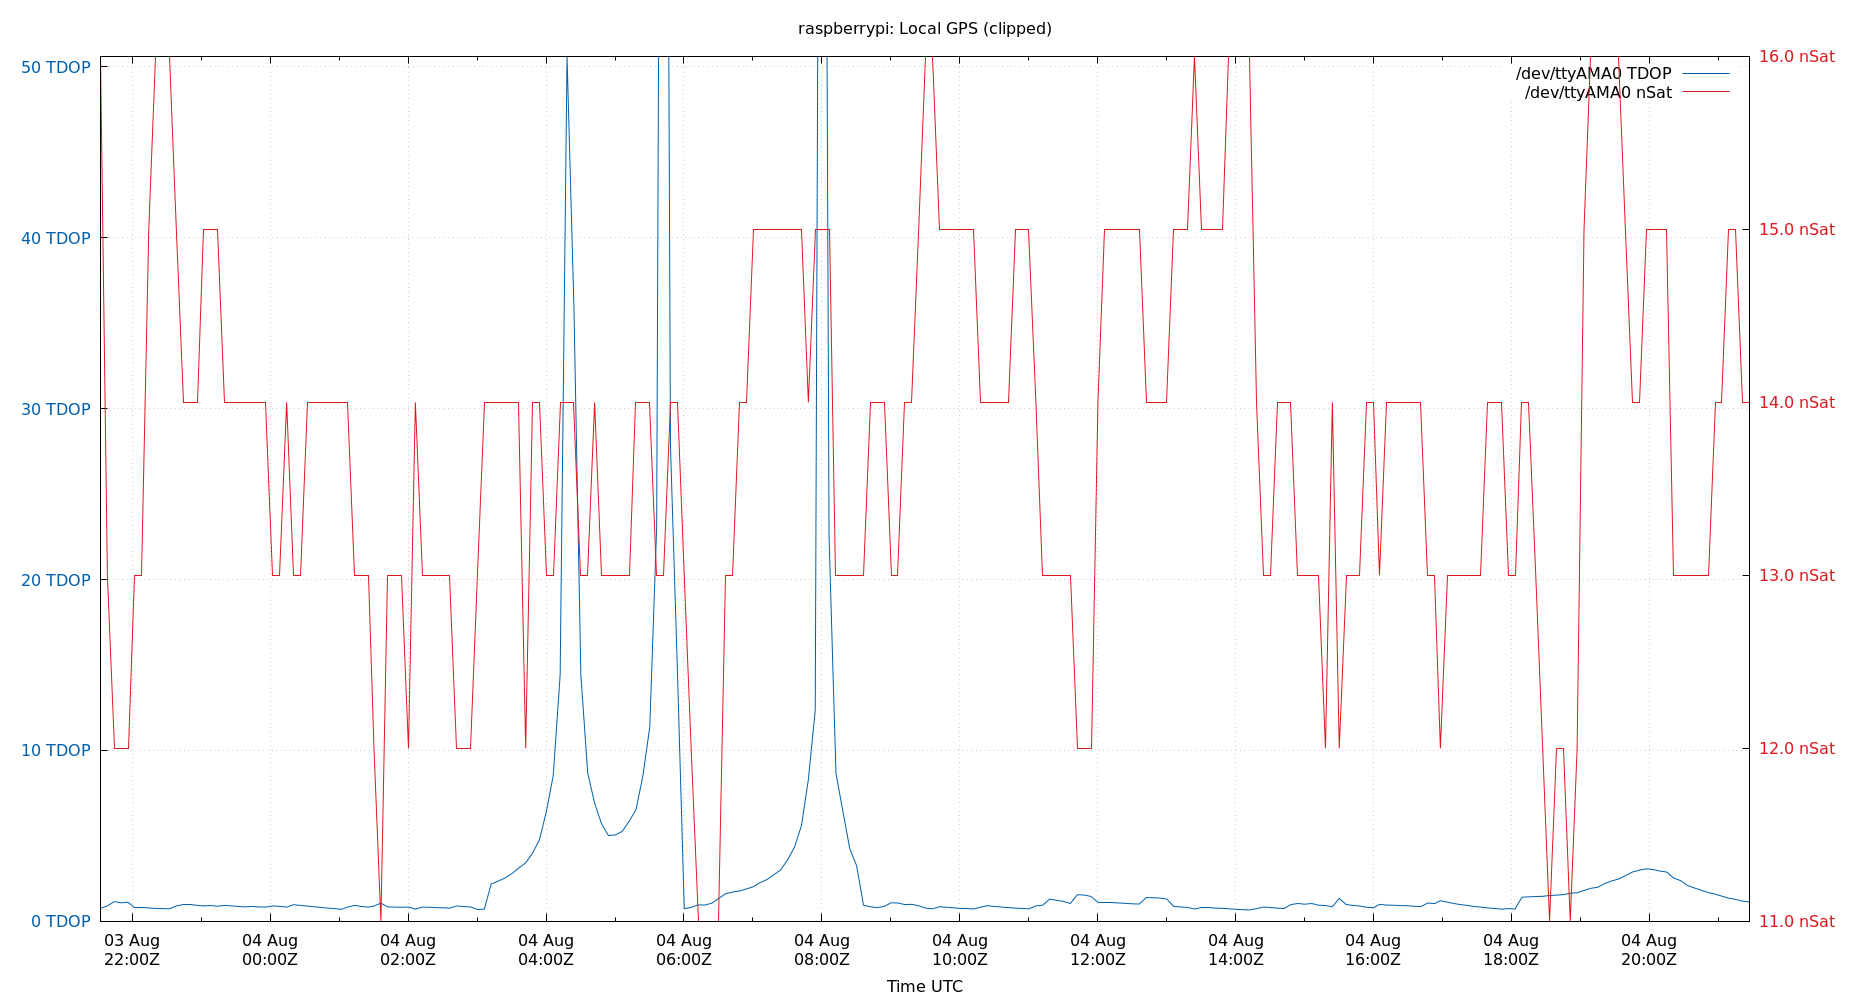 raspberrypi: Local GPS (clipped)
50 TDOP
40 TDOP
30 TDOP
20 TDOP
10 TDOP
0 TDOP
16.0 nSat
15.0 nSat
14.0 nSat
13.0 nSat
12.0 nSat
11.0 nSat
/dev/ttyAMA0 TDOP
/dev/ttyAMA0 nSat
03 Aug 04 Aug 04 Aug 04 Aug 04 Aug 04 Aug 04 Aug 04 Aug 04 Aug 04 Aug 04 Aug 04 Aug
22:00Z 00:00Z 02:00Z 04:00Z 06:00Z 08:00Z 10:00Z 12:00Z 14:00Z 16:00Z 18:00Z 20:00Z
Time UTC